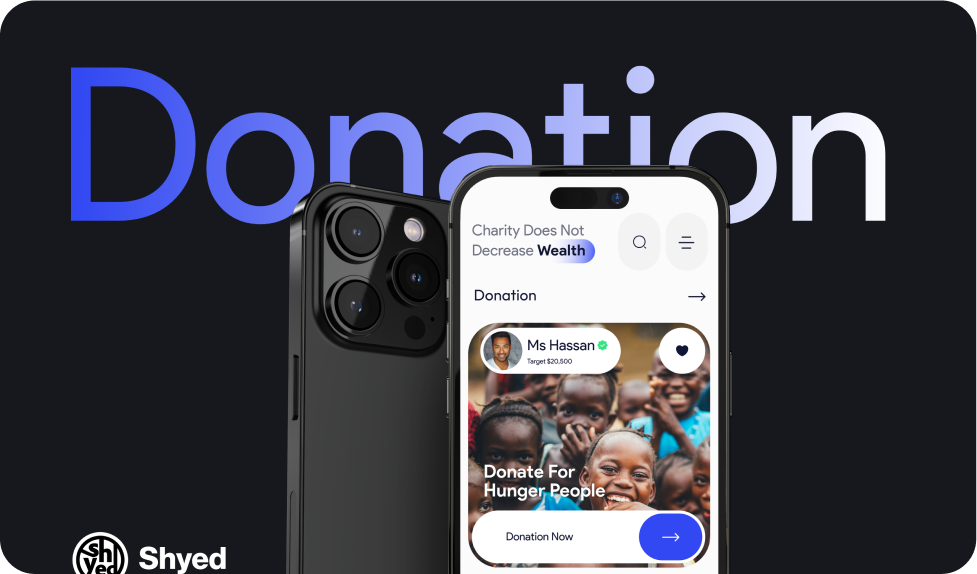 Donation
Charity Does Not
Decrease Wealth
Donation
Ms Hassan
Target $20,500
Donate For
Hunger People
Donation Now
shyed
Shyed